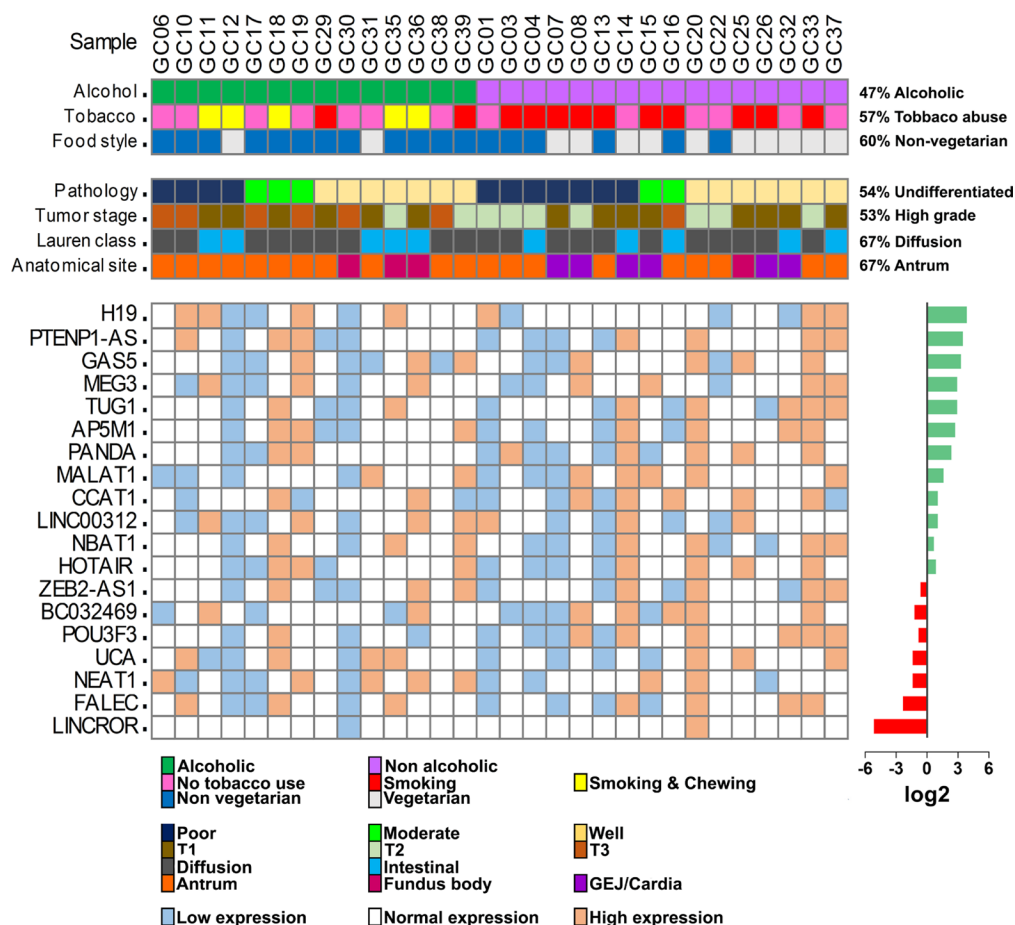 Sample GC06 GC10 GC11 GC12 GC17 GC18 GC19 GC29 GC30 GC31 GC35 GC36 GC38 GC39 GC01 GC03 GC04 GC07 GC08 GC13 GC14 GC15 GC16 GC20 GC22 GC25 GC26 GC32 GC33 GC37
Alcohol 47% Alcoholic
Tobacco 57% Tobbaco abuse
Food style 60% Non-vegetarian
Pathology 54% Undifferentiated
Tumor stage 53% High grade
Lauren class 67% Diffusion
Anatomical site 67% Antrum
H19
PTENP1-AS
GAS5
MEG3
TUG1
AP5M1
PANDA
MALAT1
CCAT1
LINC00312
NBAT1
HOTAIR
ZEB2-AS1
BC032469
POU3F3
UCA
NEAT1
FALEC
LINCROR
-6 -3 0 3 6
log2
Alcoholic Non alcoholic
No tobacco use Smoking Smoking & Chewing
Non vegetarian Vegetarian
Poor Moderate Well
T1 T2 T3
Diffusion Intestinal
Antrum Fundus body GEJ/Cardia
Low expression Normal expression High expression